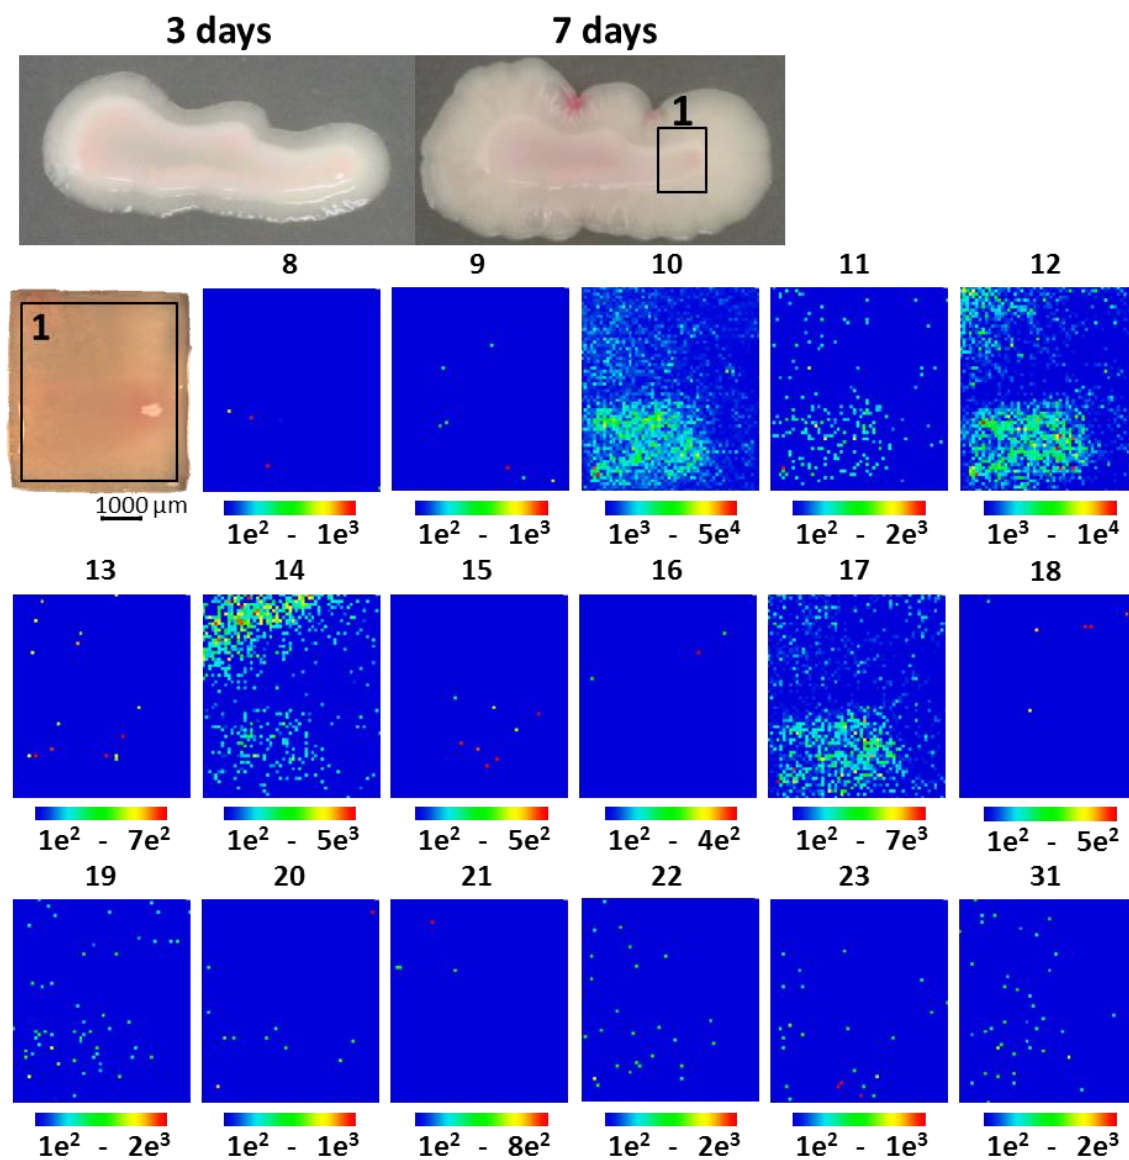 3 days 7 days
1
8 9 10 11 12
1
1000 µm
1e² - 1e³ 1e² - 1e³ 1e³ - 5e⁴ 1e² - 2e³ 1e³ - 1e⁴
13 14 15 16 17 18
1e² - 7e² 1e² - 5e³ 1e² - 5e² 1e² - 4e² 1e² - 7e³ 1e² - 5e²
19 20 21 22 23 31
1e² - 2e³ 1e² - 1e³ 1e² - 8e² 1e² - 2e³ 1e² - 1e³ 1e² - 2e³